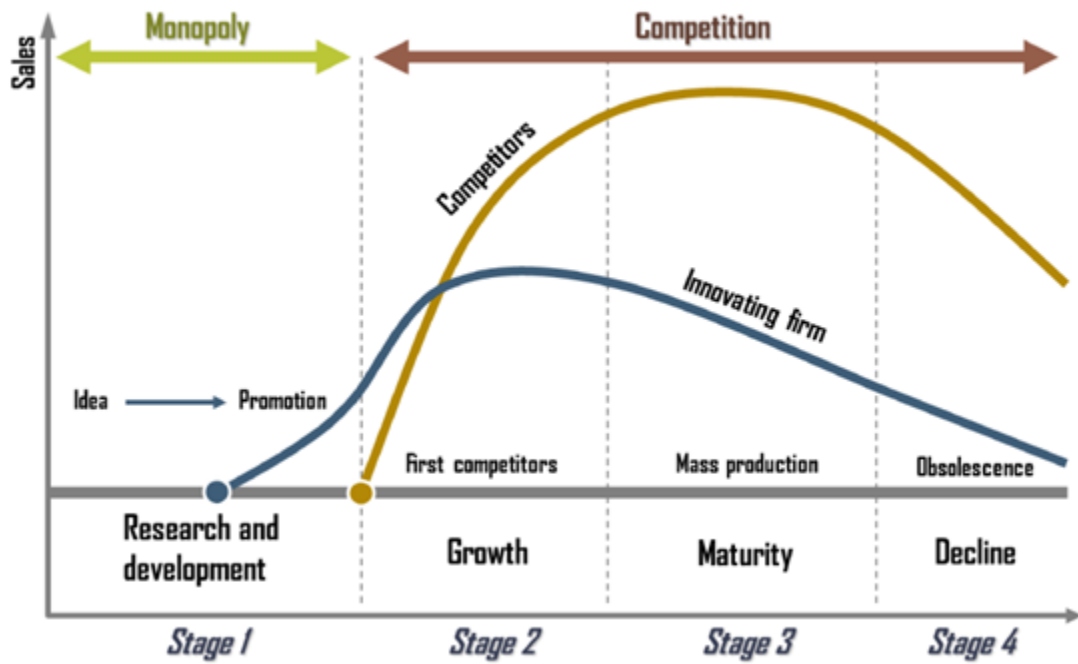 Monopoly
Competition
Sales
Competitors
Innovating firm
Idea
Promotion
First competitors
Mass production
Obsolescence
Research and
development
Growth
Maturity
Decline
Stage 1
Stage 2
Stage 3
Stage 4